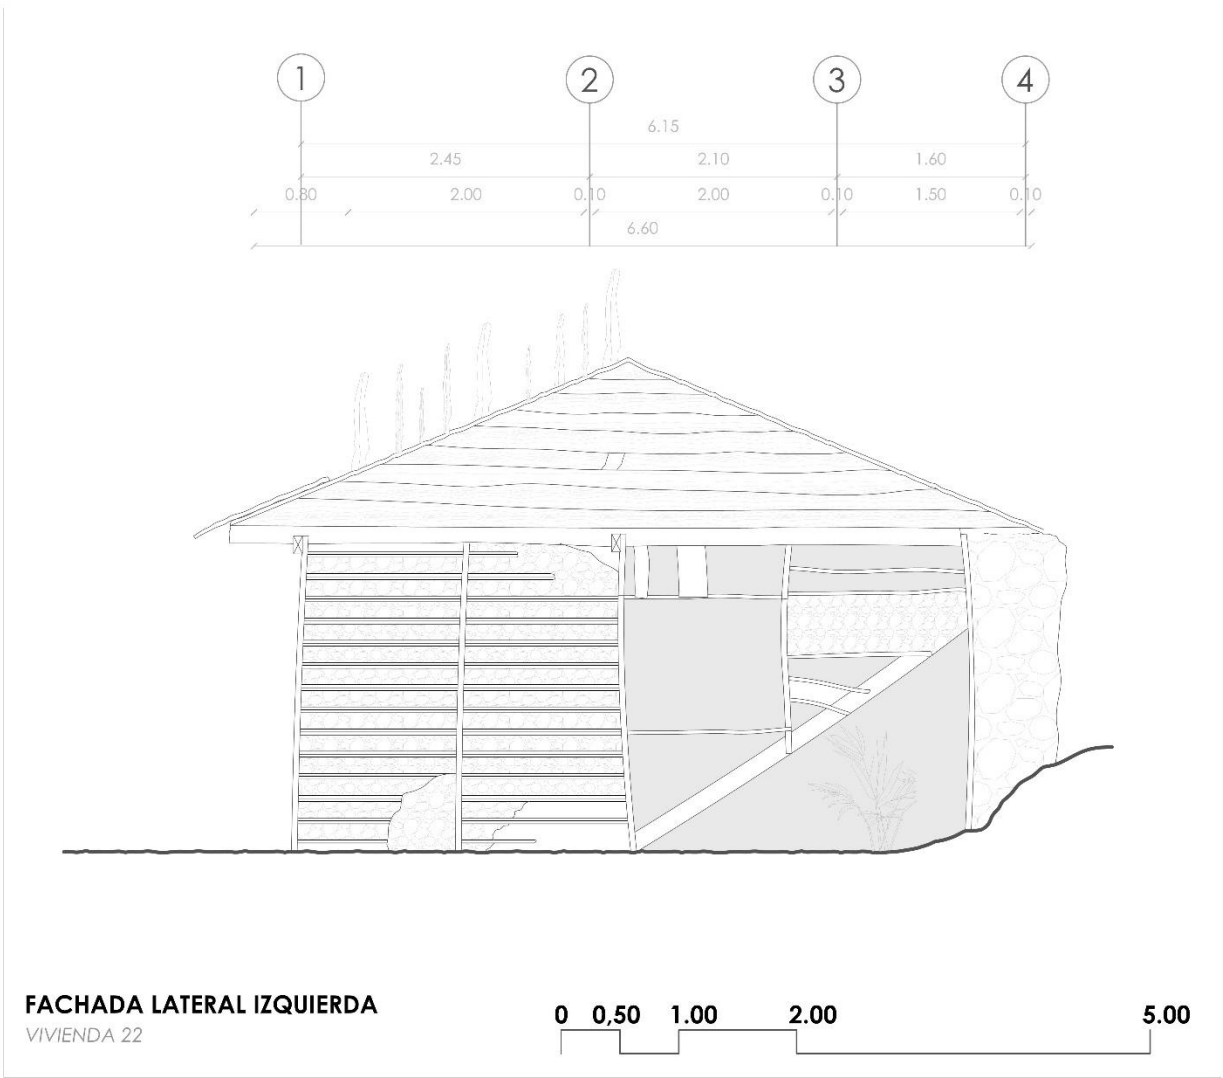 1 2 3 4
6.15
2.45 2.10 1.60
0.80 2.00 0.10 2.00 0.10 1.50 0.10
6.60
FACHADA LATERAL IZQUIERDA
VIVIENDA 22
0 0,50 1.00 2.00 5.00